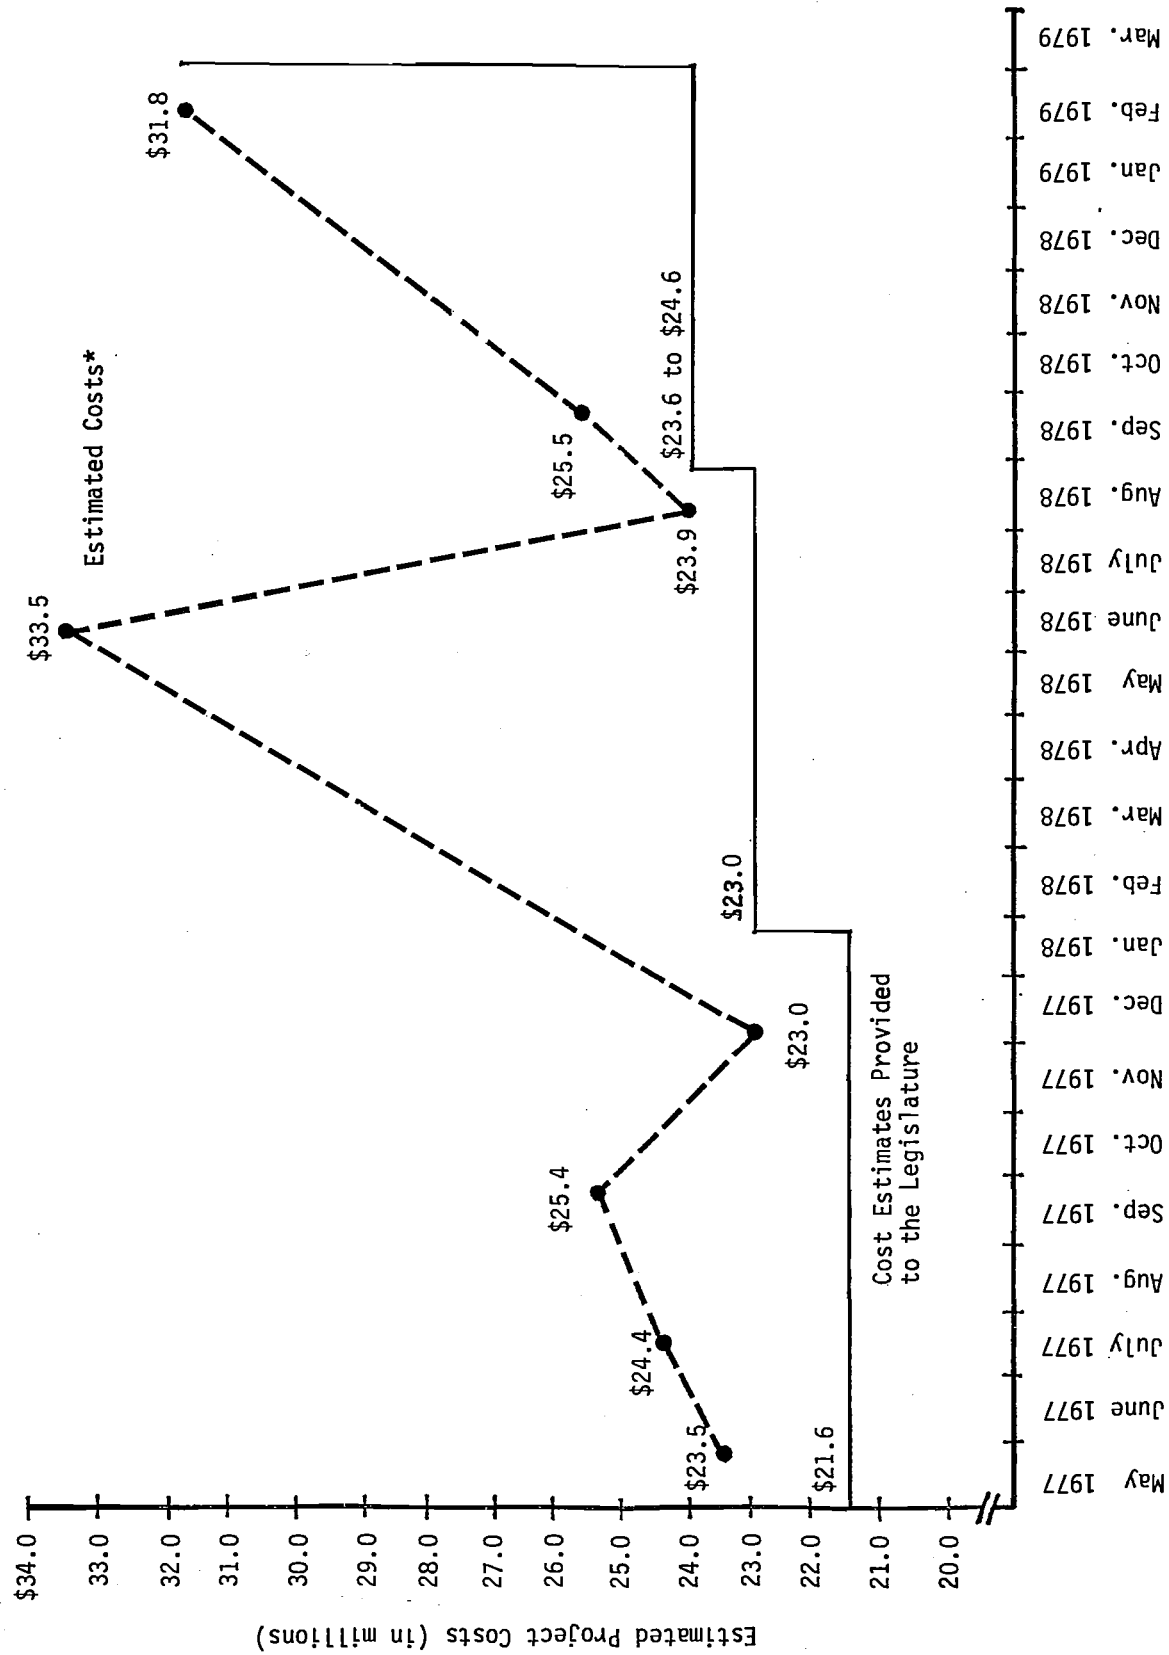 Estimated Project Costs (in millions)
$34.0
33.0
32.0
31.0
30.0
29.0
28.0
27.0
26.0
25.0
24.0
23.0
22.0
21.0
20.0
Estimated Costs*
$23.5
$24.4
$25.4
$23.0
$33.5
$23.9
$25.5
$31.8
$21.6
$23.0
$23.6 to $24.6
Cost Estimates Provided
to the Legislature
May 1977
June 1977
July 1977
Aug. 1977
Sep. 1977
Oct. 1977
Nov. 1977
Dec. 1977
Jan. 1978
Feb. 1978
Mar. 1978
Apr. 1978
May 1978
June 1978
July 1978
Aug. 1978
Sep. 1978
Oct. 1978
Nov. 1978
Dec. 1978
Jan. 1979
Feb. 1979
Mar. 1979